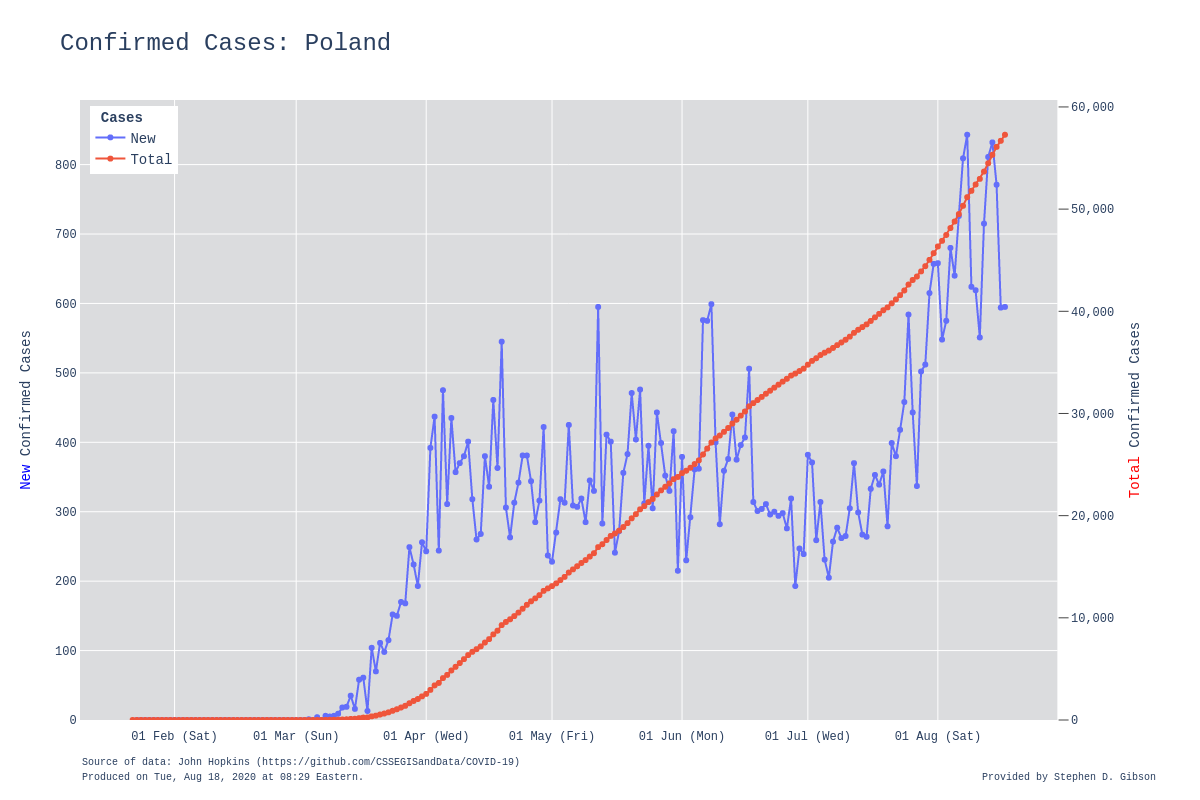 Confirmed Cases: Poland
Cases
New
Total
800
700
600
500
400
300
200
100
0
New Confirmed Cases
60,000
50,000
40,000
30,000
20,000
10,000
0
Total Confirmed Cases
01 Feb (Sat) 01 Mar (Sun) 01 Apr (Wed) 01 May (Fri) 01 Jun (Mon) 01 Jul (Wed) 01 Aug (Sat)
Source of data: John Hopkins (https://github.com/CSSEGISandData/COVID-19)
Produced on Tue, Aug 18, 2020 at 08:29 Eastern.
Provided by Stephen D. Gibson